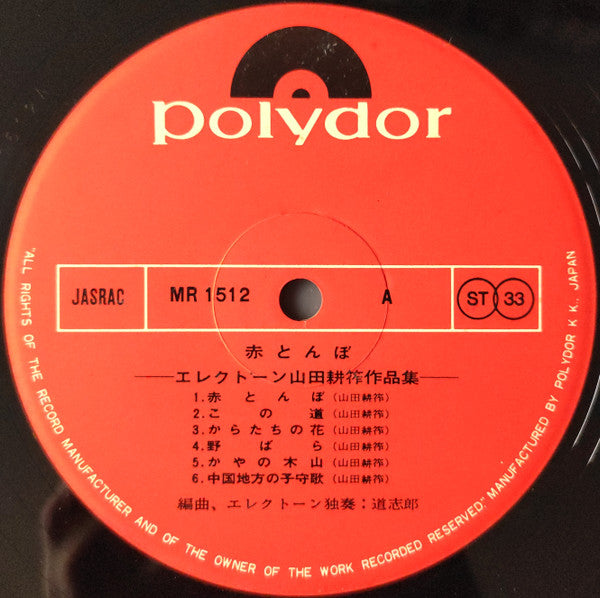 polydor
JASRAC MR 1512 A ST 33
赤とんぼ
―エレクトーン山田耕筰作品集―
1.赤とんぼ(山田耕筰)
2.この道(山田耕筰)
3.からたちの花(山田耕筰)
4.野ばら(山田耕筰)
5.かやの木山(山田耕筰)
6.中国地方の子守歌(山田耕筰)
編曲、エレクトーン独奏:道志郎
"ALL RIGHTS OF THE RECORD MANUFACTURER AND OF THE OWNER OF THE WORK RECORDED RESERVED." MANUFACTURED BY POLYDOR K.K., JAPAN